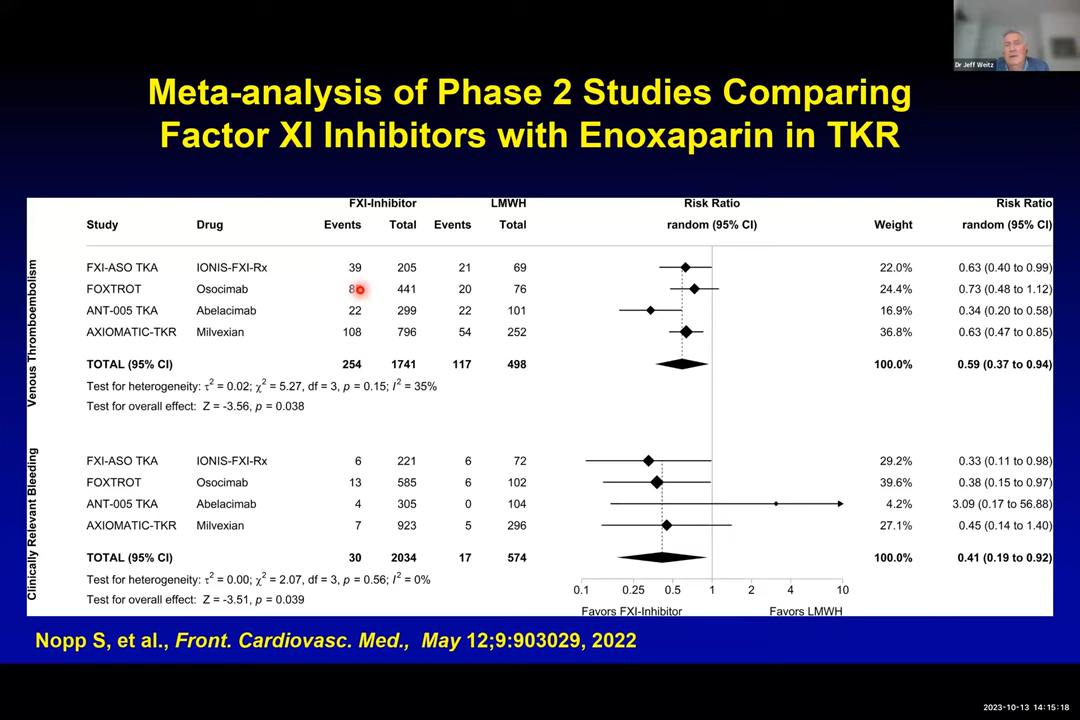 Dr Jeff Weitz
Meta-analysis of Phase 2 Studies Comparing
Factor XI Inhibitors with Enoxaparin in TKR
FXI-Inhibitor LMWH Risk Ratio Risk Ratio
Study Drug Events Total Events Total random (95% CI) Weight random (95% CI)
Venous Thromboembolism
FXI-ASO TKA IONIS-FXI-Rx 39 205 21 69 22.0% 0.63 (0.40 to 0.99)
FOXTROT Osocimab 441 20 76 24.4% 0.73 (0.48 to 1.12)
ANT-005 TKA Abelacimab 22 299 22 101 16.9% 0.34 (0.20 to 0.58)
AXIOMATIC-TKR Milvexian 108 796 54 252 36.8% 0.63 (0.47 to 0.85)
TOTAL (95% CI) 254 1741 117 498 100.0% 0.59 (0.37 to 0.94)
Test for heterogeneity: τ² = 0.02; χ² = 5.27, df = 3, p = 0.15; I² = 35%
Test for overall effect: Z = -3.56, p = 0.038
Clinically Relevant Bleeding
FXI-ASO TKA IONIS-FXI-Rx 6 221 6 72 29.2% 0.33 (0.11 to 0.98)
FOXTROT Osocimab 13 585 6 102 39.6% 0.38 (0.15 to 0.97)
ANT-005 TKA Abelacimab 4 305 0 104 4.2% 3.09 (0.17 to 56.88)
AXIOMATIC-TKR Milvexian 7 923 5 296 27.1% 0.45 (0.14 to 1.40)
TOTAL (95% CI) 30 2034 17 574 100.0% 0.41 (0.19 to 0.92)
Test for heterogeneity: τ² = 0.00; χ² = 2.07, df = 3, p = 0.56; I² = 0%
Test for overall effect: Z = -3.51, p = 0.039
0.1 0.25 0.5 1 2 4 10
Favors FXI-Inhibitor Favors LMWH
Nopp S, et al., Front. Cardiovasc. Med., May 12;9:903029, 2022
2023-10-13 14:15:18